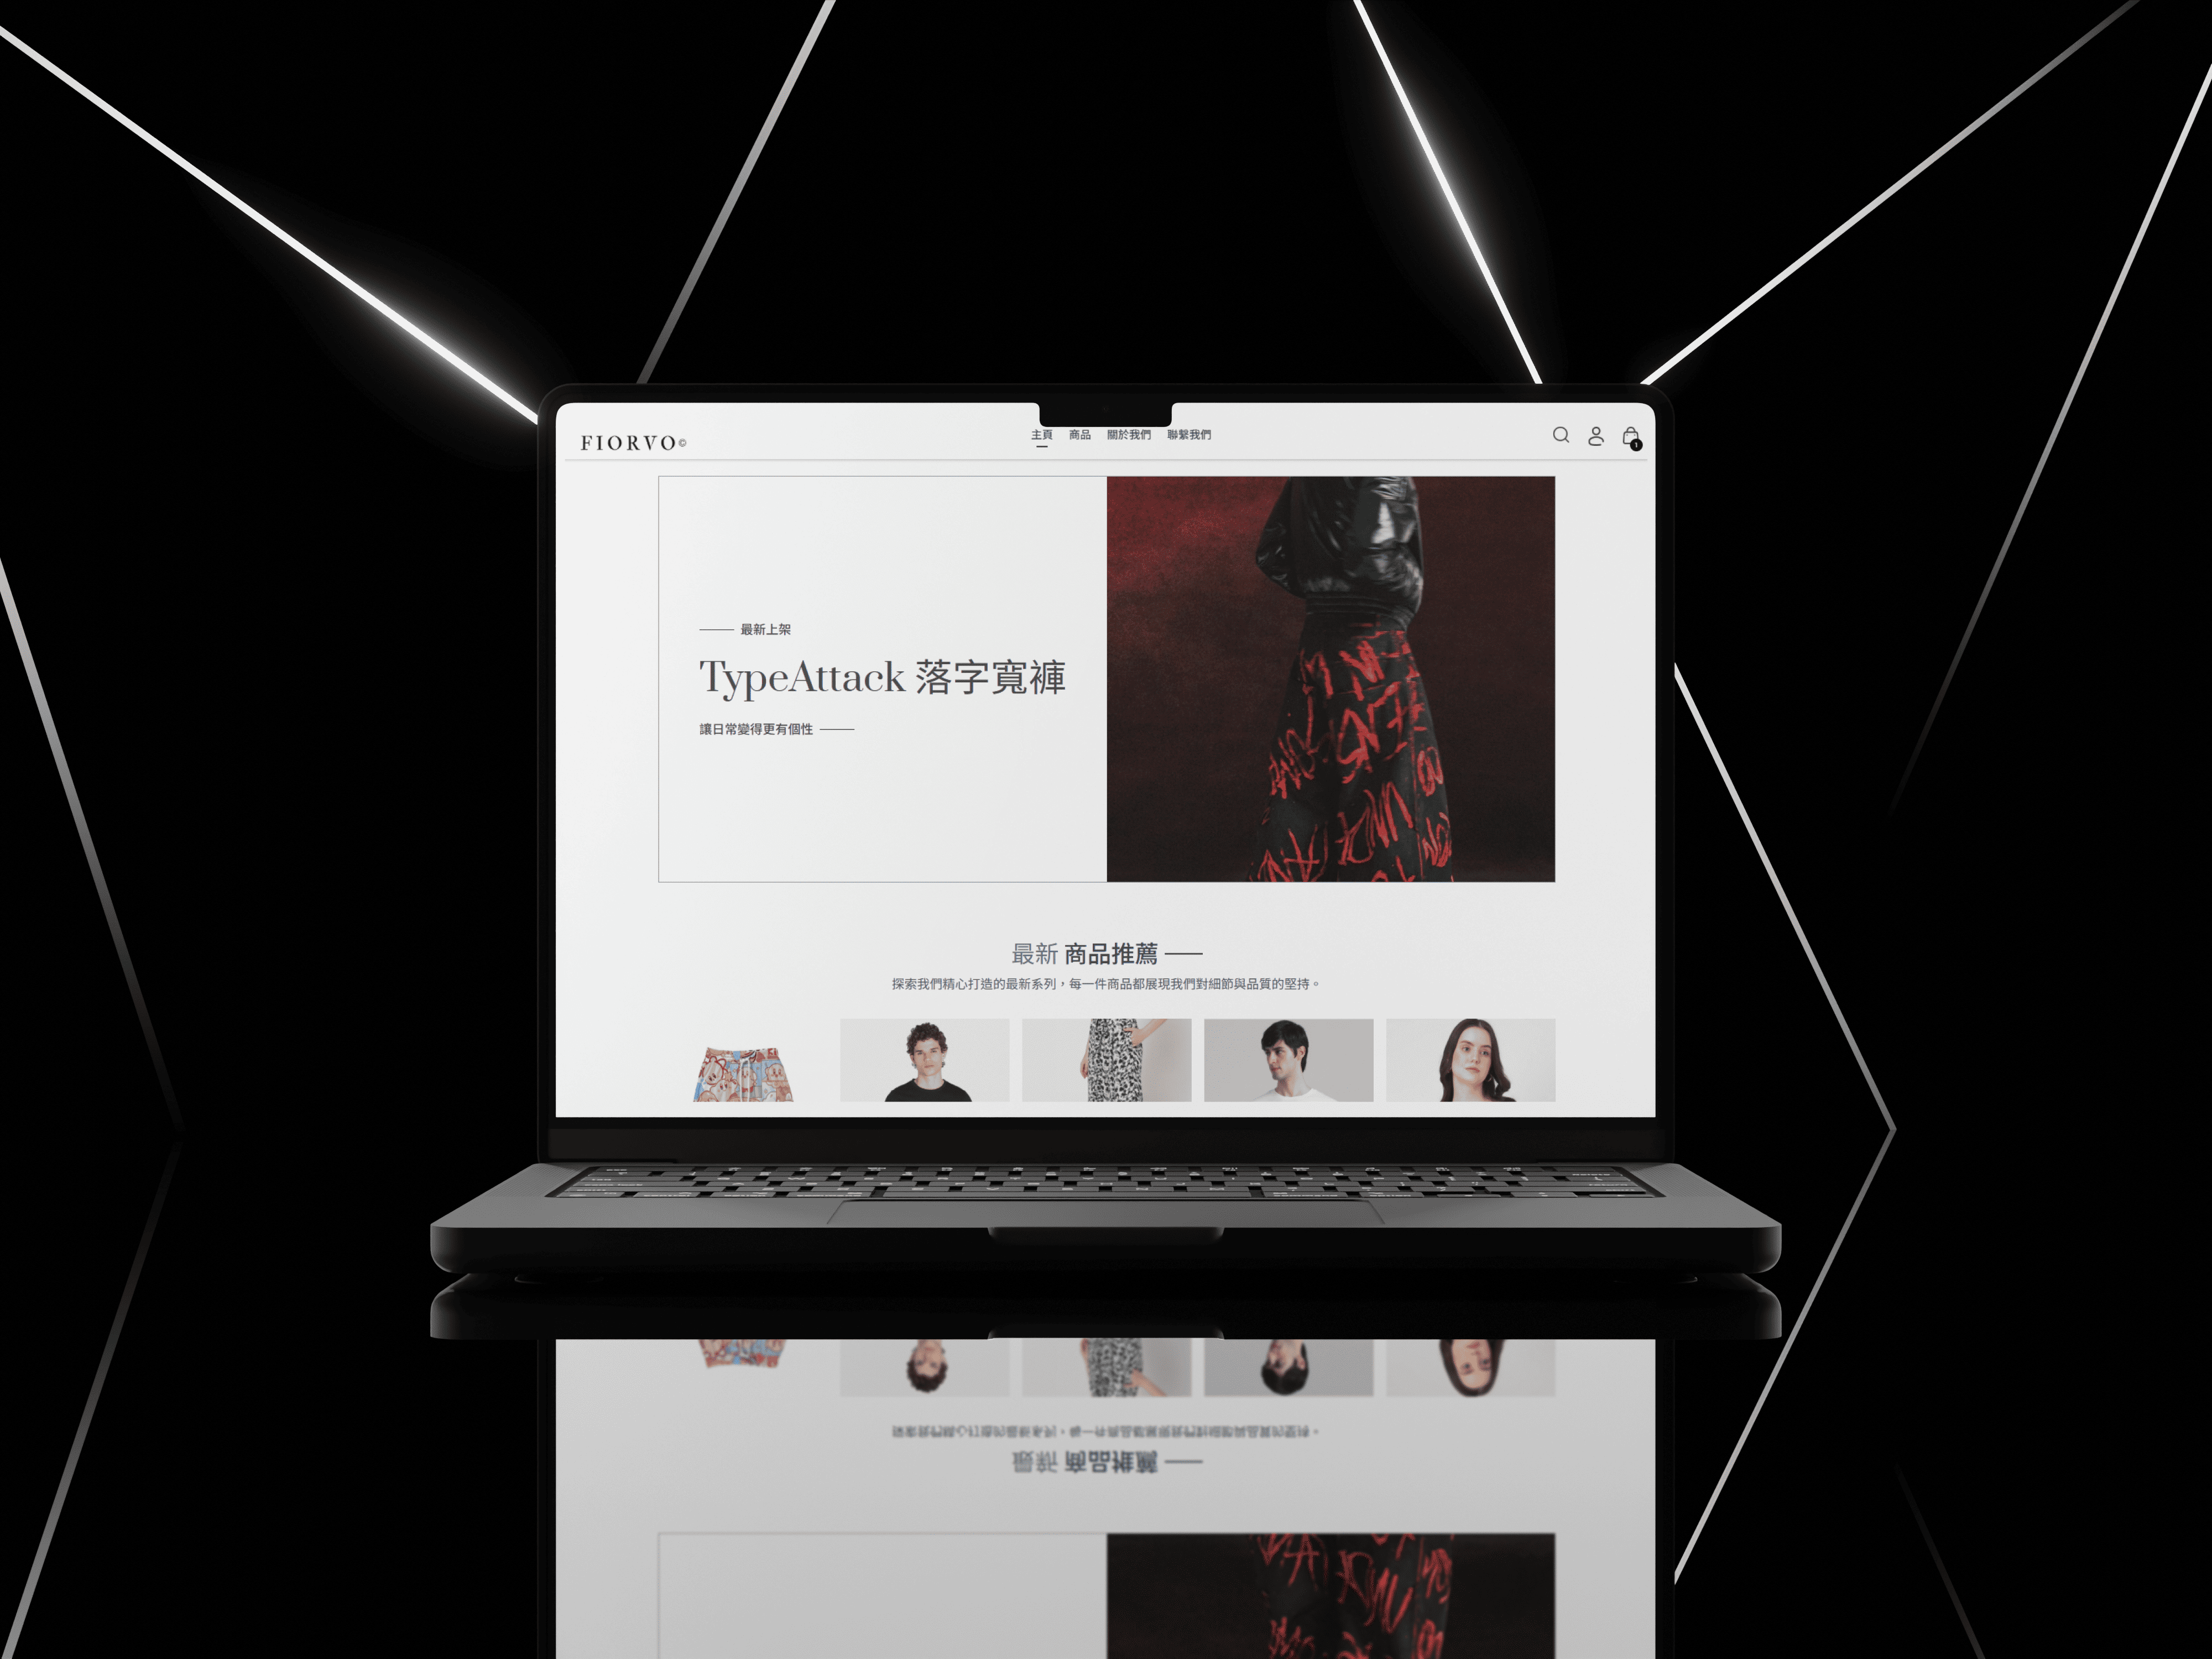 FIORVO©
主頁 商品 關於我們 聯繫我們
1
最新上架
TypeAttack 落字寬褲
讓日常變得更有個性
最新 商品推薦
探索我們精心打造的最新系列，每一件商品都展現我們對細節與品質的堅持。